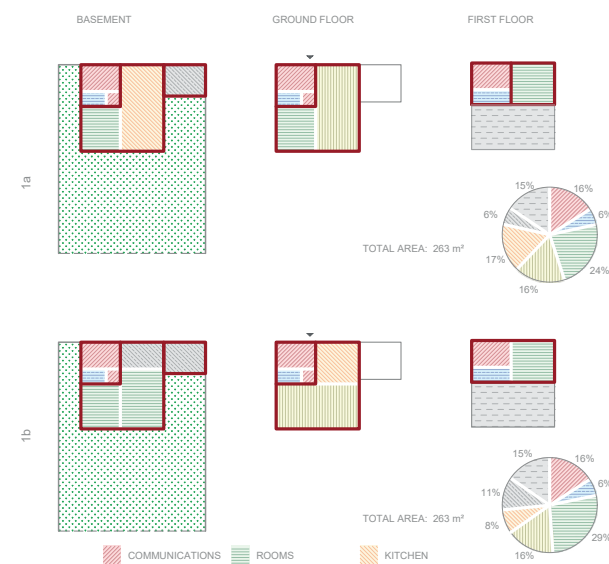 BASEMENT GROUND FLOOR FIRST FLOOR
1a
15% 16%
6% 6%
TOTAL AREA: 263 m²
17%
24%
16%
1b
15% 16%
6%
11%
TOTAL AREA: 263 m²
8%
29%
16%
COMMUNICATIONS ROOMS KITCHEN